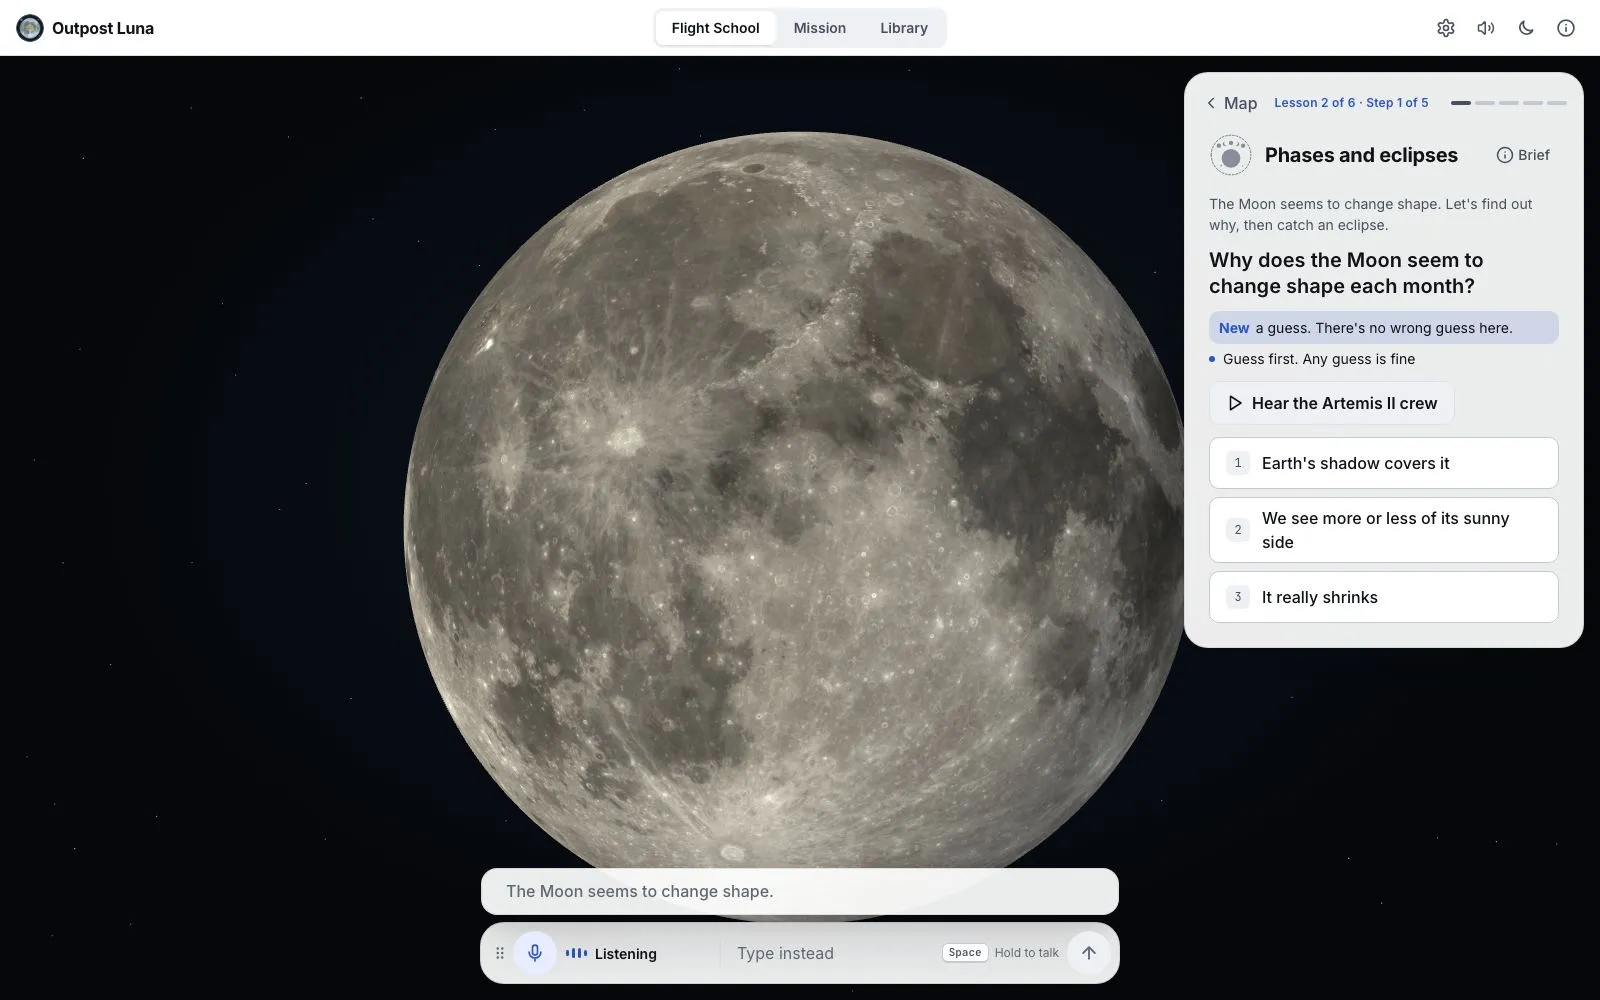 Outpost Luna
Flight School
Mission
Library
Map
Lesson 2 of 6 · Step 1 of 5
Phases and eclipses
Brief
The Moon seems to change shape. Let's find out
why, then catch an eclipse.
Why does the Moon seem to
change shape each month?
New a guess. There's no wrong guess here.
Guess first. Any guess is fine
Hear the Artemis II crew
1 Earth's shadow covers it
2 We see more or less of its sunny
side
3 It really shrinks
The Moon seems to change shape.
Listening
Type instead
Space Hold to talk